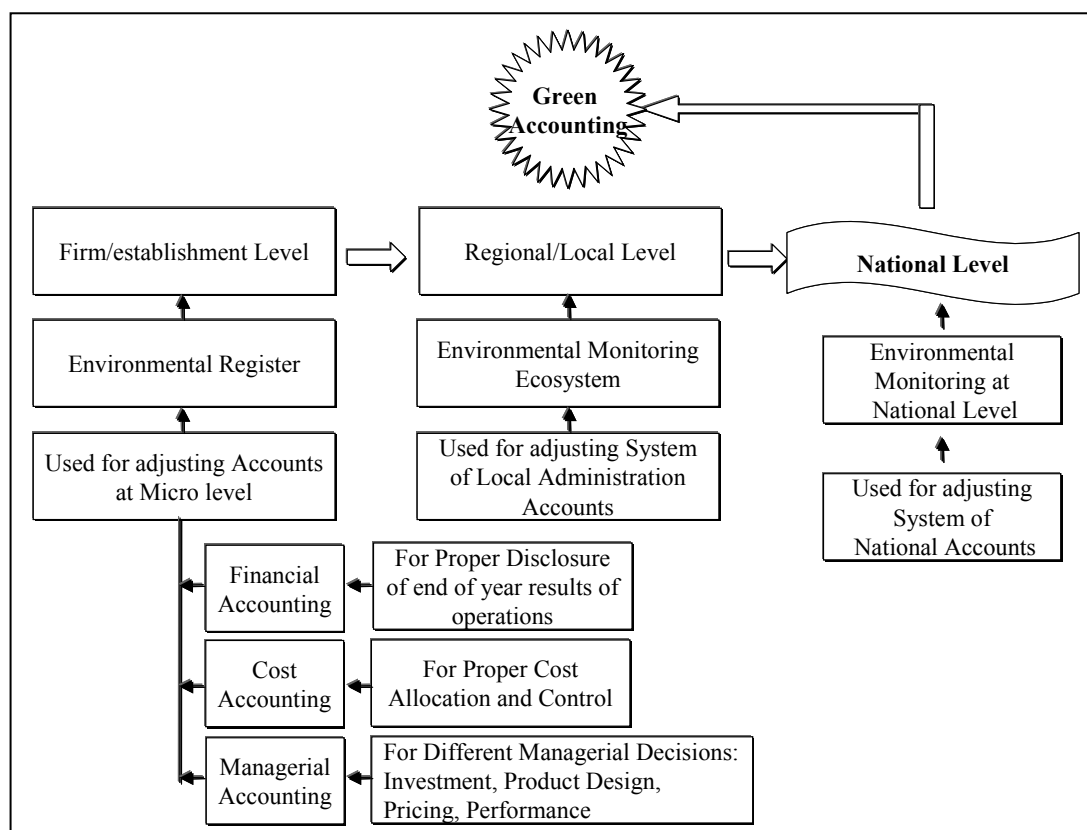 Green
Accounting
Firm/establishment Level
Regional/Local Level
National Level
Environmental Register
Environmental Monitoring
Ecosystem
Environmental
Monitoring at
National Level
Used for adjusting Accounts
at Micro level
Used for adjusting System
of Local Administration
Accounts
Used for adjusting
System of
National Accounts
Financial
Accounting
For Proper Disclosure
of end of year results of
operations
Cost
Accounting
For Proper Cost
Allocation and Control
Managerial
Accounting
For Different Managerial Decisions:
Investment, Product Design,
Pricing, Performance